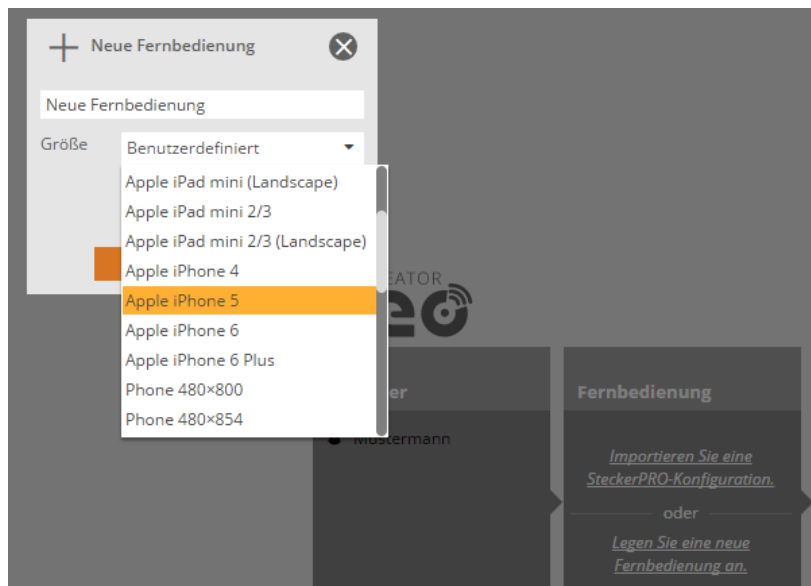 Neue Fernbedienung
Neue Fernbedienung
Größe
Benutzerdefiniert
Apple iPad mini (Landscape)
Apple iPad mini 2/3
Apple iPad mini 2/3 (Landscape)
Apple iPhone 4
Apple iPhone 5
Apple iPhone 6
Apple iPhone 6 Plus
Phone 480×800
Phone 480×854
Mustermann
Fernbedienung
Importieren Sie eine
SteckerPRO-Konfiguration.
oder
Legen Sie eine neue
Fernbedienung an.